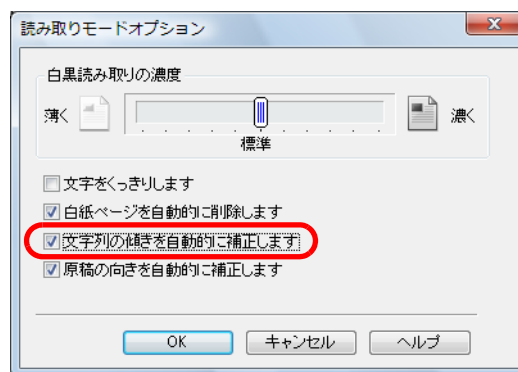 読み取りモードオプション
白黒読み取りの濃度
薄く 濃く
標準
文字をくっきりします
白紙ページを自動的に削除します
文字列の傾きを自動的に補正します
原稿の向きを自動的に補正します
OK キャンセル ヘルプ